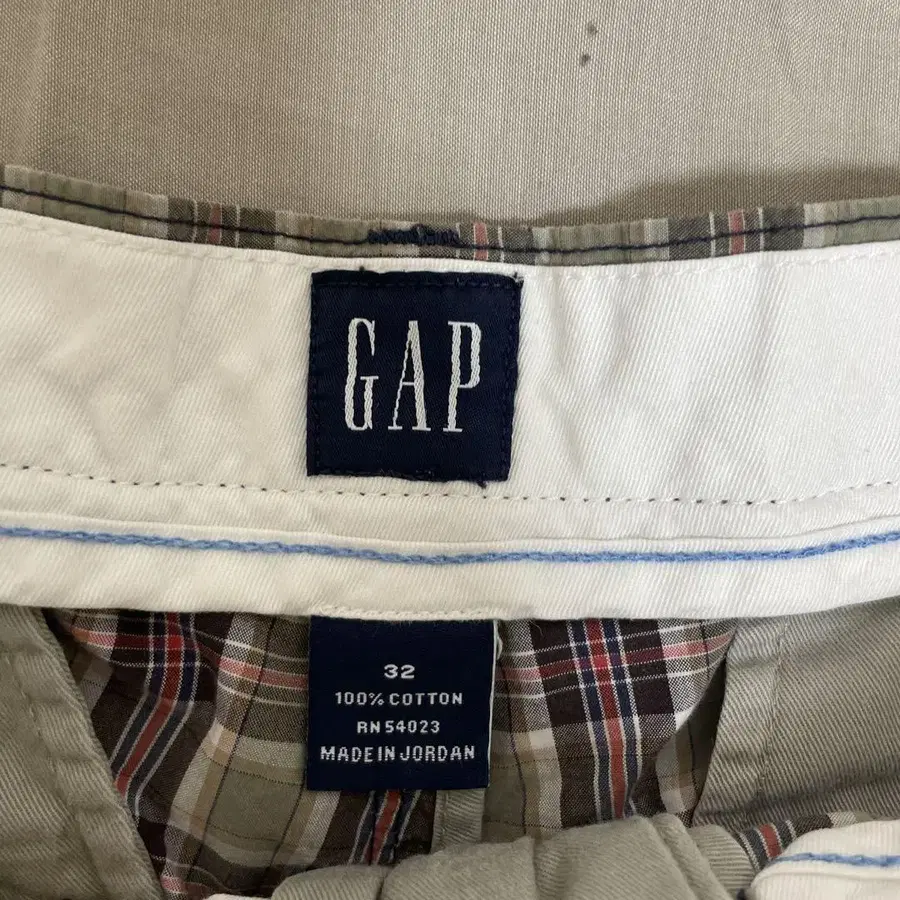 GAP
32
100% COTTON
RN 54023
MADE IN JORDAN